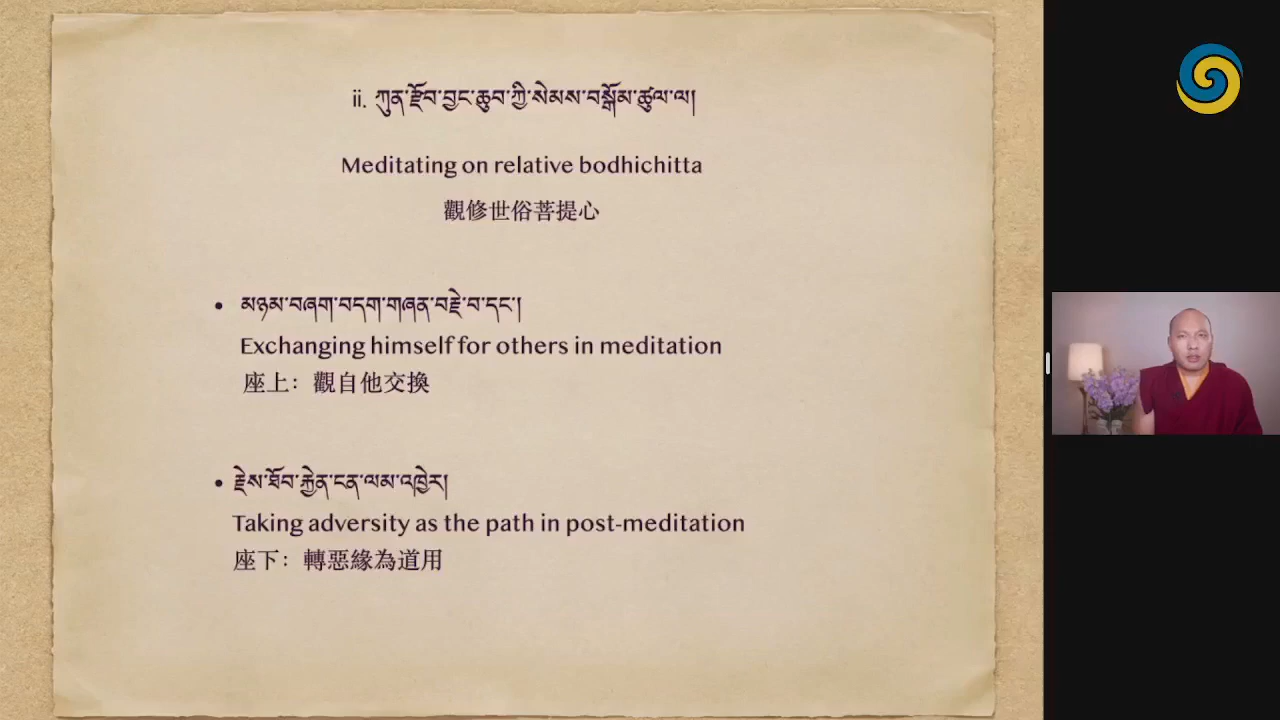 ii. ཀུན་རྫོབ་བྱང་ཆུབ་ཀྱི་སེམས་བསྒོམ་ཚུལ་ལ།
Meditating on relative bodhichitta
觀修世俗菩提心
• མཉམ་བཞག་བདག་གཞན་བརྗེ་བ་དང་།
Exchanging himself for others in meditation
座上：觀自他交換
• རྗེས་ཐོབ་རྐྱེན་ངན་ལམ་འཁྱེར།
Taking adversity as the path in post-meditation
座下：轉惡緣為道用